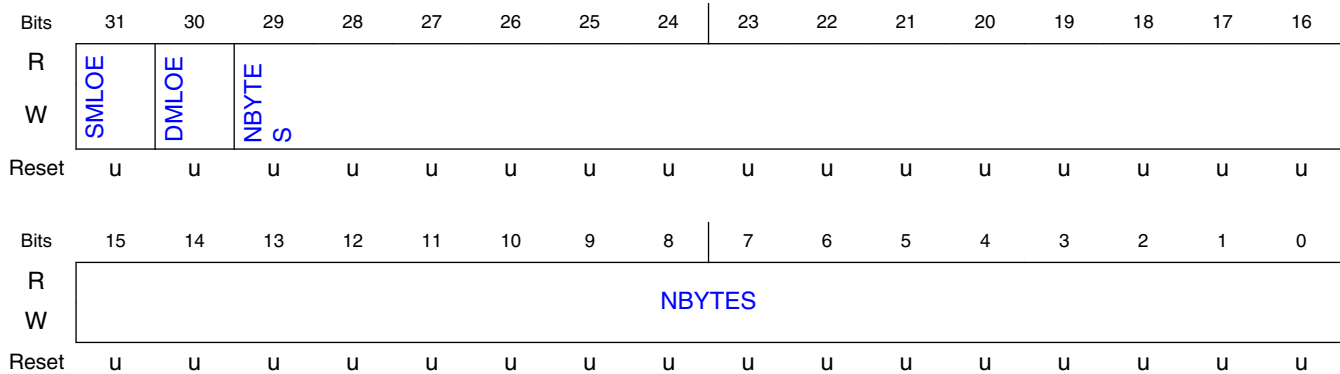 Bits 31 30 29 28 27 26 25 24 23 22 21 20 19 18 17 16
R
W
SMLOE
DMLOE
NBYTE
S
Reset u u u u u u u u u u u u u u u u
Bits 15 14 13 12 11 10 9 8 7 6 5 4 3 2 1 0
R
W
NBYTES
Reset u u u u u u u u u u u u u u u u